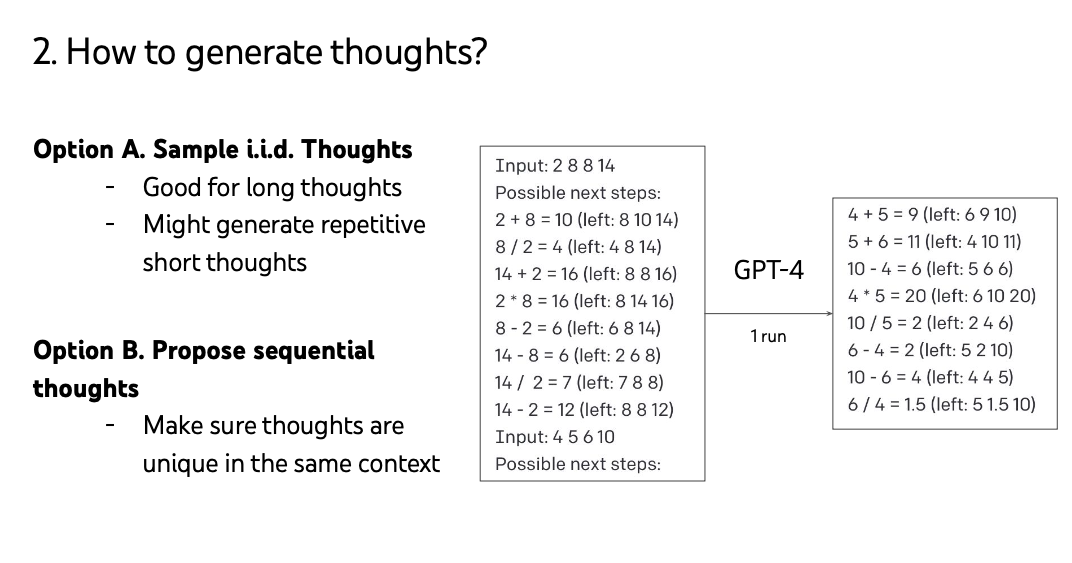 2. How to generate thoughts?
Option A. Sample i.i.d. Thoughts
- Good for long thoughts
- Might generate repetitive
short thoughts
Option B. Propose sequential
thoughts
- Make sure thoughts are
unique in the same context
Input: 2 8 8 14
Possible next steps:
2 + 8 = 10 (left: 8 10 14)
8 / 2 = 4 (left: 4 8 14)
14 + 2 = 16 (left: 8 8 16)
2 * 8 = 16 (left: 8 14 16)
8 - 2 = 6 (left: 6 8 14)
14 - 8 = 6 (left: 2 6 8)
14 / 2 = 7 (left: 7 8 8)
14 - 2 = 12 (left: 8 8 12)
Input: 4 5 6 10
Possible next steps:
GPT-4
1 run
4 + 5 = 9 (left: 6 9 10)
5 + 6 = 11 (left: 4 10 11)
10 - 4 = 6 (left: 5 6 6)
4 * 5 = 20 (left: 6 10 20)
10 / 5 = 2 (left: 2 4 6)
6 - 4 = 2 (left: 5 2 10)
10 - 6 = 4 (left: 4 4 5)
6 / 4 = 1.5 (left: 5 1.5 10)